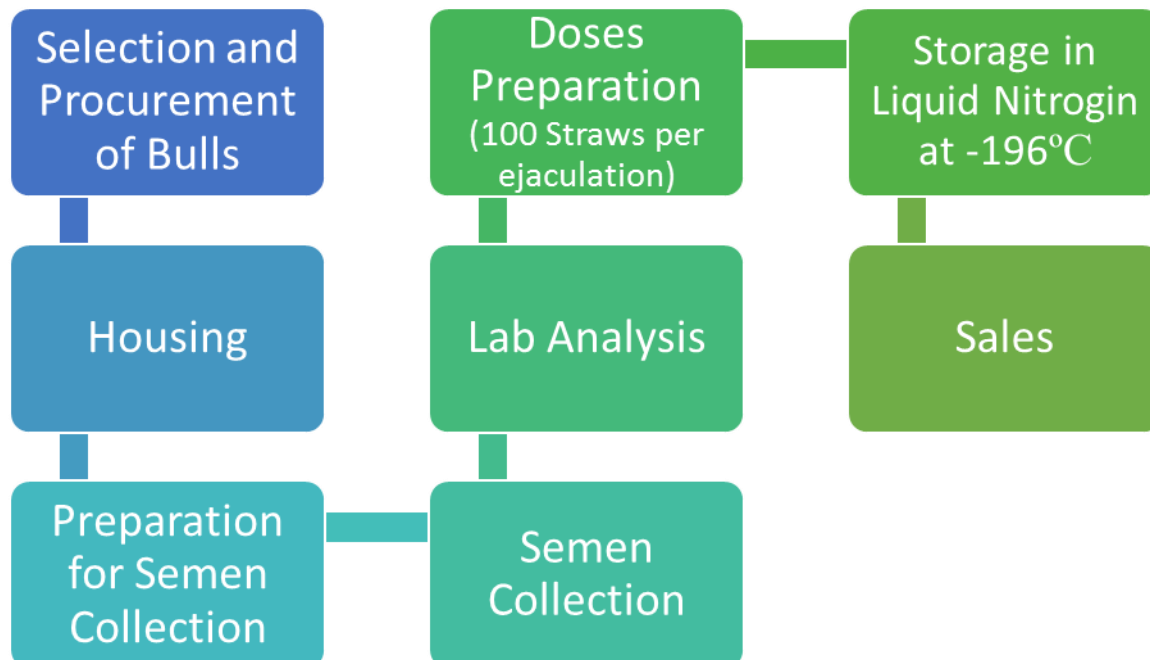 Selection and
Procurement
of Bulls
Housing
Preparation
for Semen
Collection
Semen
Collection
Lab Analysis
Doses
Preparation
(100 Straws per
ejaculation)
Storage in
Liquid Nitrogin
at -196°C
Sales